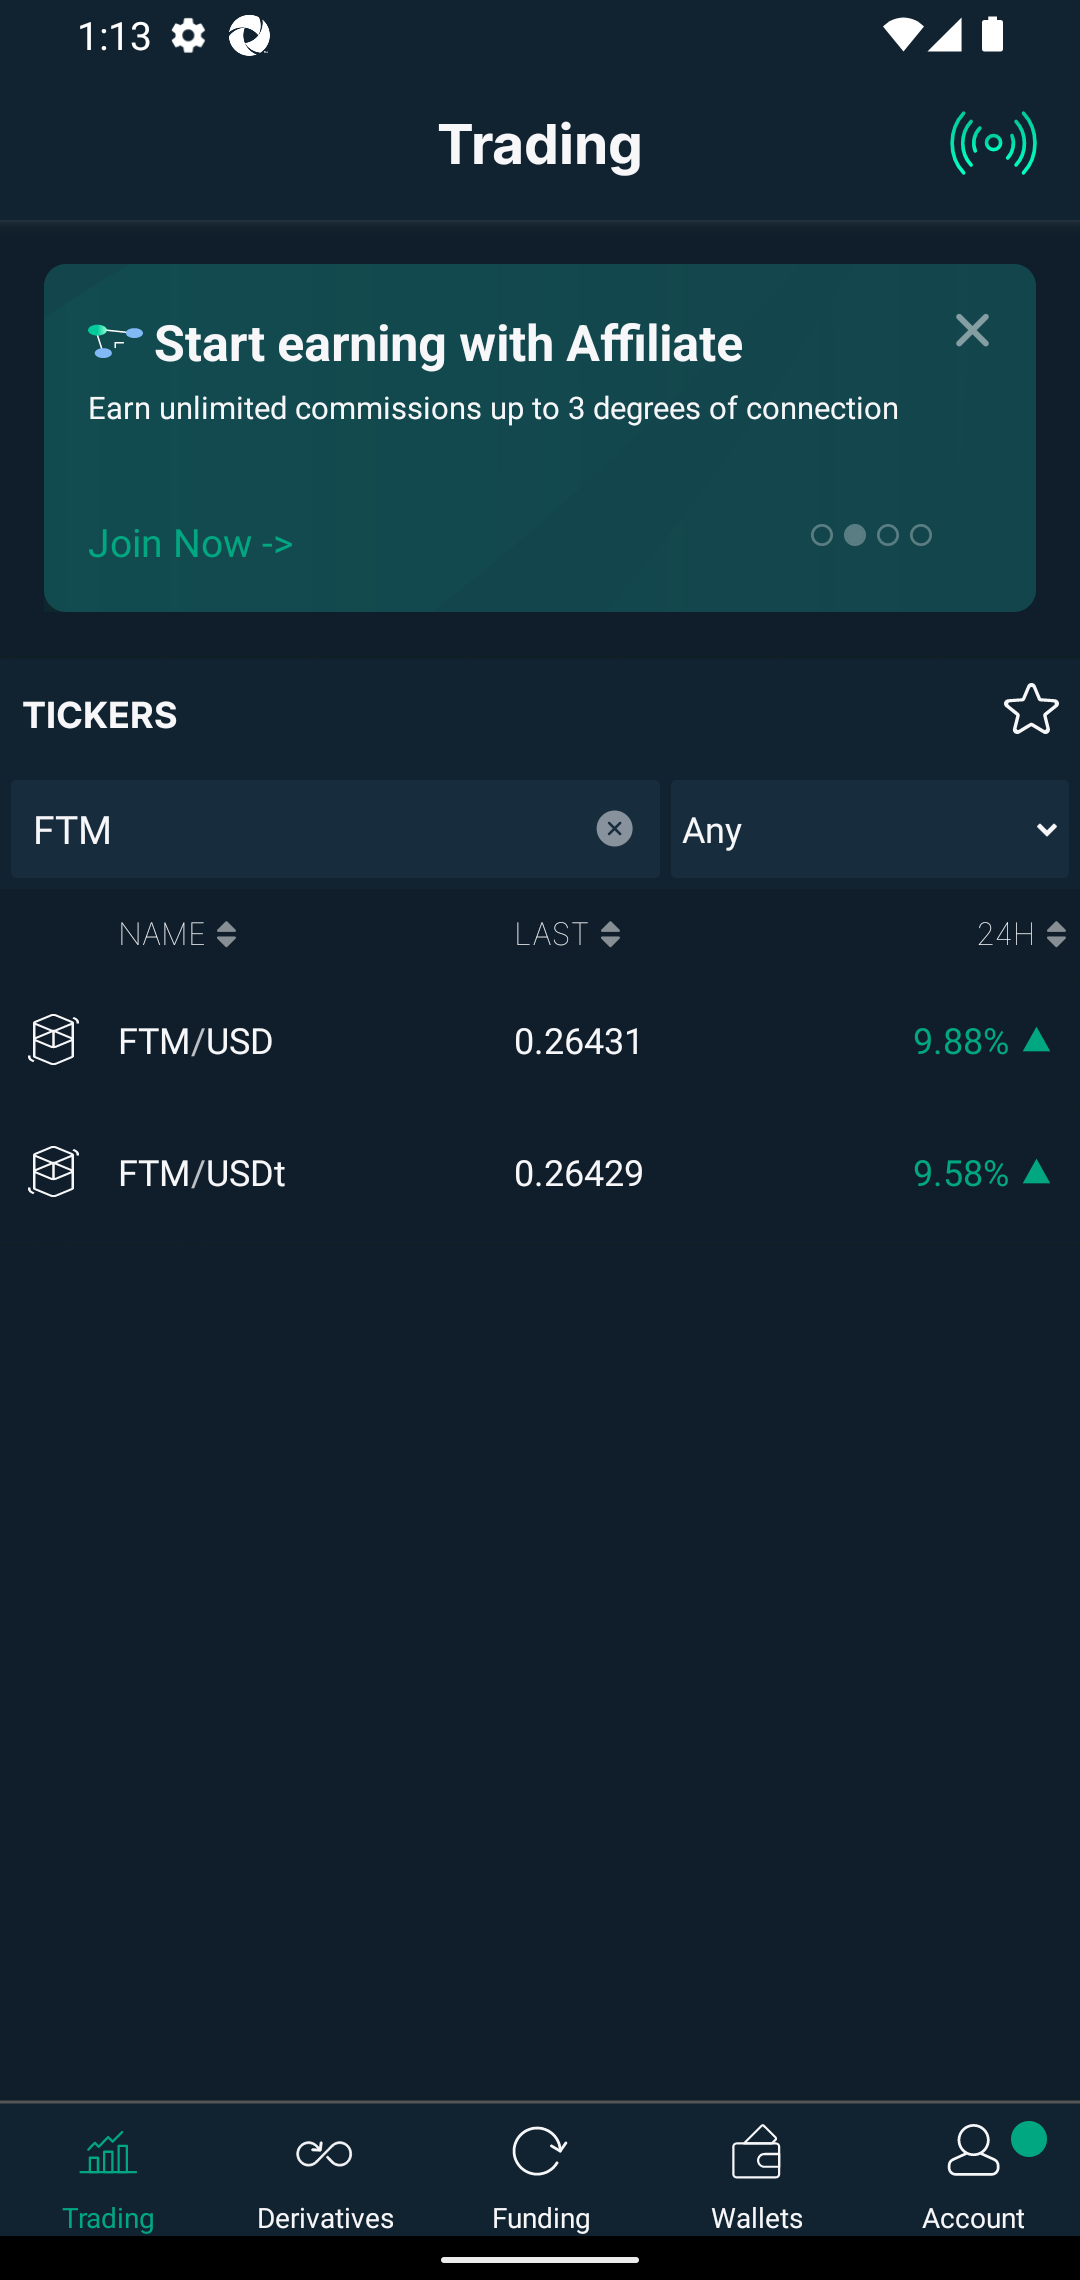 1:13
Trading
Start earning with Affiliate
Earn unlimited commissions up to 3 degrees of connection
Join Now ->
TICKERS
FTM
Any
NAME LAST 24H
FTM/USD 0.26431 9.88%
FTM/USDt 0.26429 9.58%
Trading Derivatives Funding Wallets Account